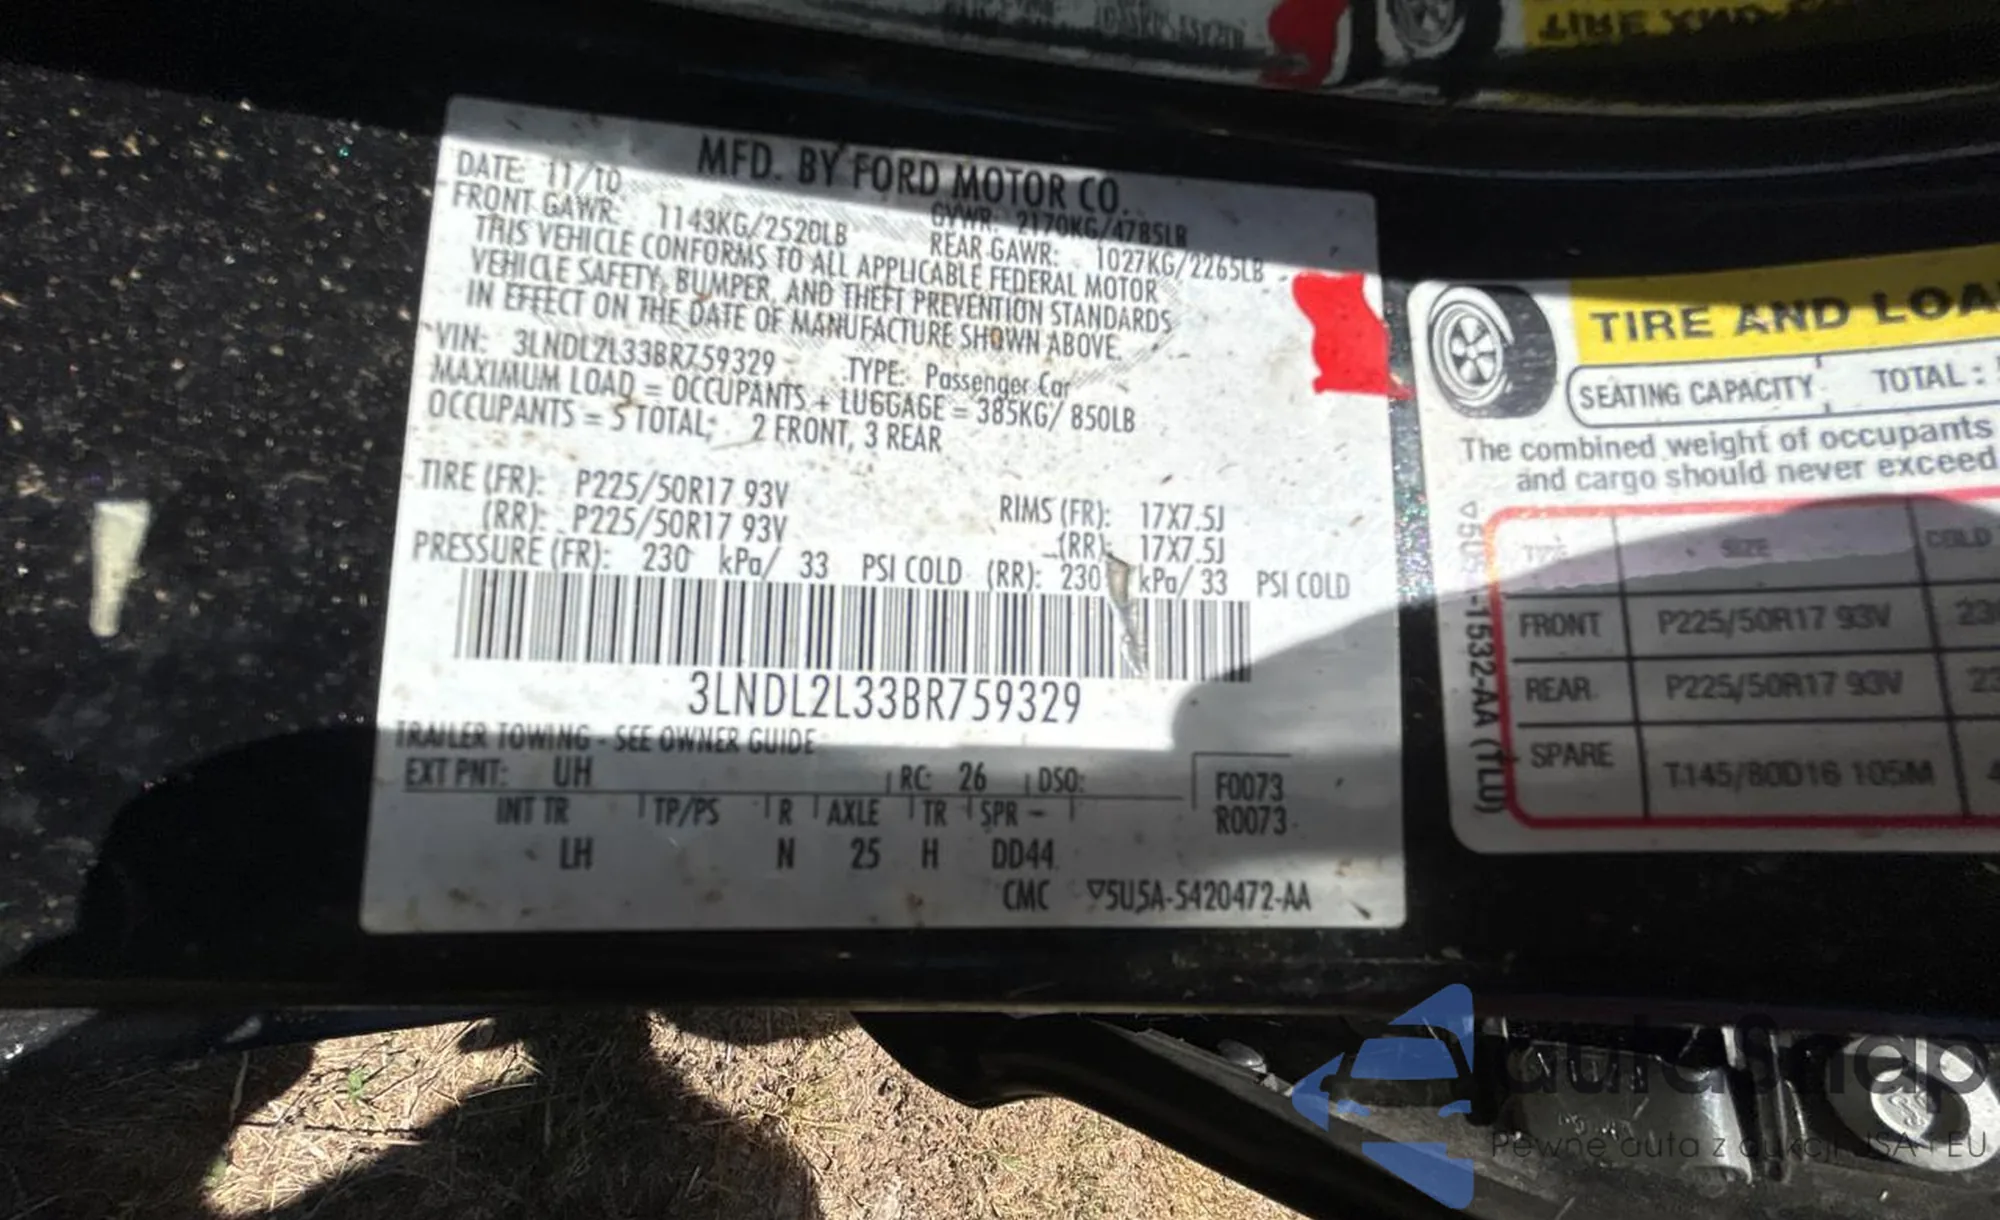 MFD. BY FORD MOTOR CO.
DATE: 11/10
GVWR: 2170KG/4785LB
FRONT GAWR: 1143KG/2520LB
REAR GAWR: 1027KG/2265LB
THIS VEHICLE CONFORMS TO ALL APPLICABLE FEDERAL MOTOR
VEHICLE SAFETY, BUMPER, AND THEFT PREVENTION STANDARDS
IN EFFECT ON THE DATE OF MANUFACTURE SHOWN ABOVE.
VIN: 3LNDL2L33BR759329 TYPE: Passenger Car
MAXIMUM LOAD = OCCUPANTS + LUGGAGE = 385KG/ 850LB
OCCUPANTS = 5 TOTAL; 2 FRONT, 3 REAR
TIRE (FR): P225/50R17 93V RIMS (FR): 17X7.5J
(RR): P225/50R17 93V (RR): 17X7.5J
PRESSURE (FR): 230 kPa/ 33 PSI COLD (RR): 230 kPa/ 33 PSI COLD
3LNDL2L33BR759329
TRAILER TOWING - SEE OWNER GUIDE
EXT PNT: UH RC: 26 DSO: F0073
INT TR TP/PS R AXLE TR SPR - R0073
LH N 25 H DD44
CMC ▽5U5A-5420472-AA
TIRE AND
SEATING CAPACITY TOTAL :
The combined weight of occupants
and cargo should never exceed
SIZE COLD
FRONT P225/50R17 93V
REAR P225/50R17 93V
SPARE T145/80D16 105M
-1532-AA (TLD)
autosnap
Pewne auta z aukcji USA i EU